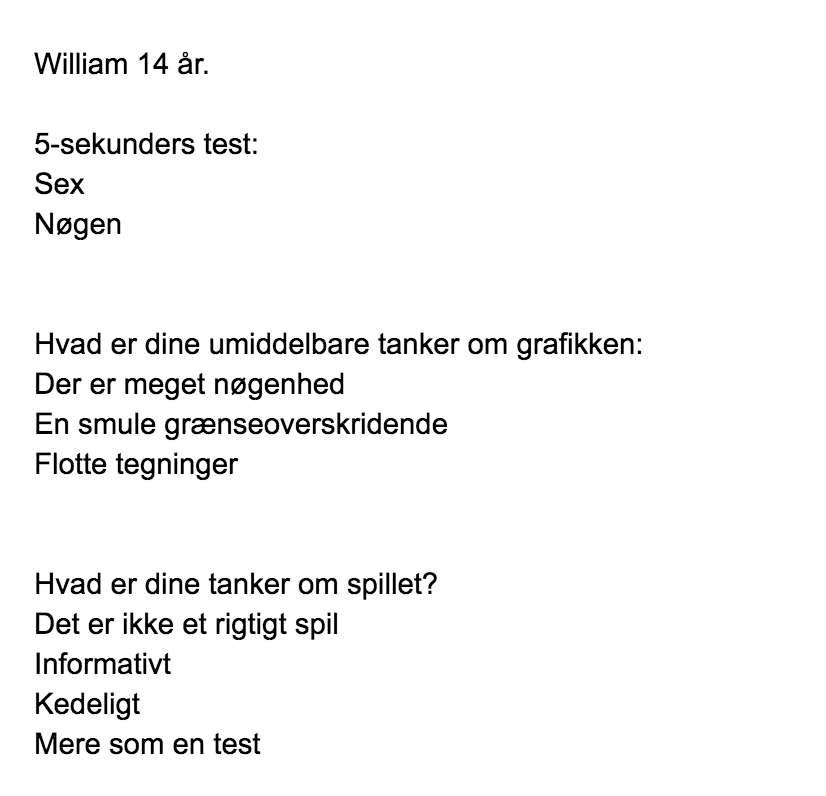 William 14 år.
5-sekunders test:
Sex
Nøgen
Hvad er dine umiddelbare tanker om grafikken:
Der er meget nøgenhed
En smule grænseoverskridende
Flotte tegninger
Hvad er dine tanker om spillet?
Det er ikke et rigtigt spil
Informativt
Kedeligt
Mere som en test